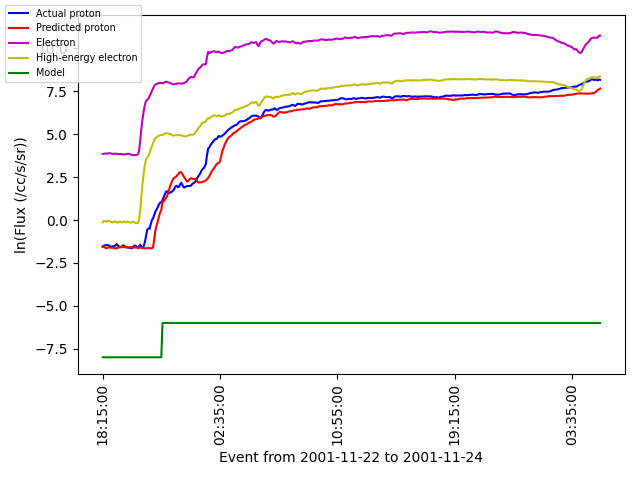 Actual proton
Predicted proton
Electron
High-energy electron
Model
10.0
7.5
5.0
2.5
0.0
−2.5
−5.0
−7.5
ln(Flux (/cc/s/sr))
18:15:00
02:35:00
10:55:00
19:15:00
03:35:00
Event from 2001-11-22 to 2001-11-24